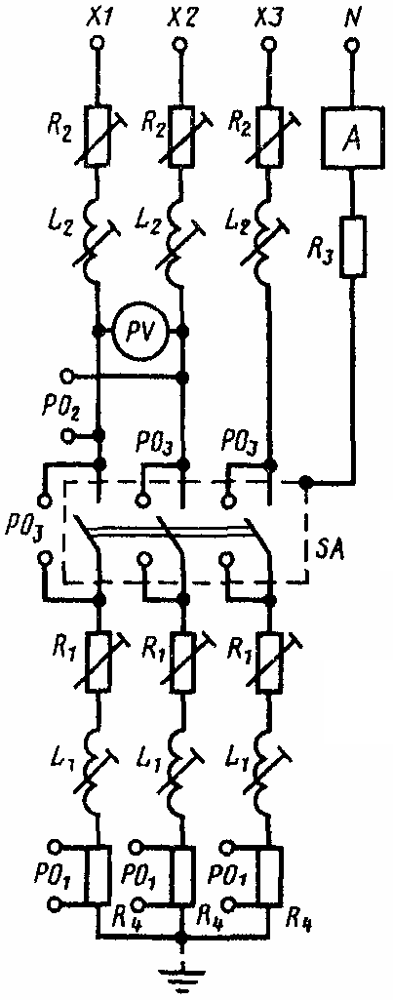 X1 X2 X3 N
R2 R2 R2 A
L2 L2 L2 R3
PV
PO2
PO3 PO3
PO3 SA
R1 R1 R1
L1 L1 L1
PO1 PO1 PO1
R4 R4 R4